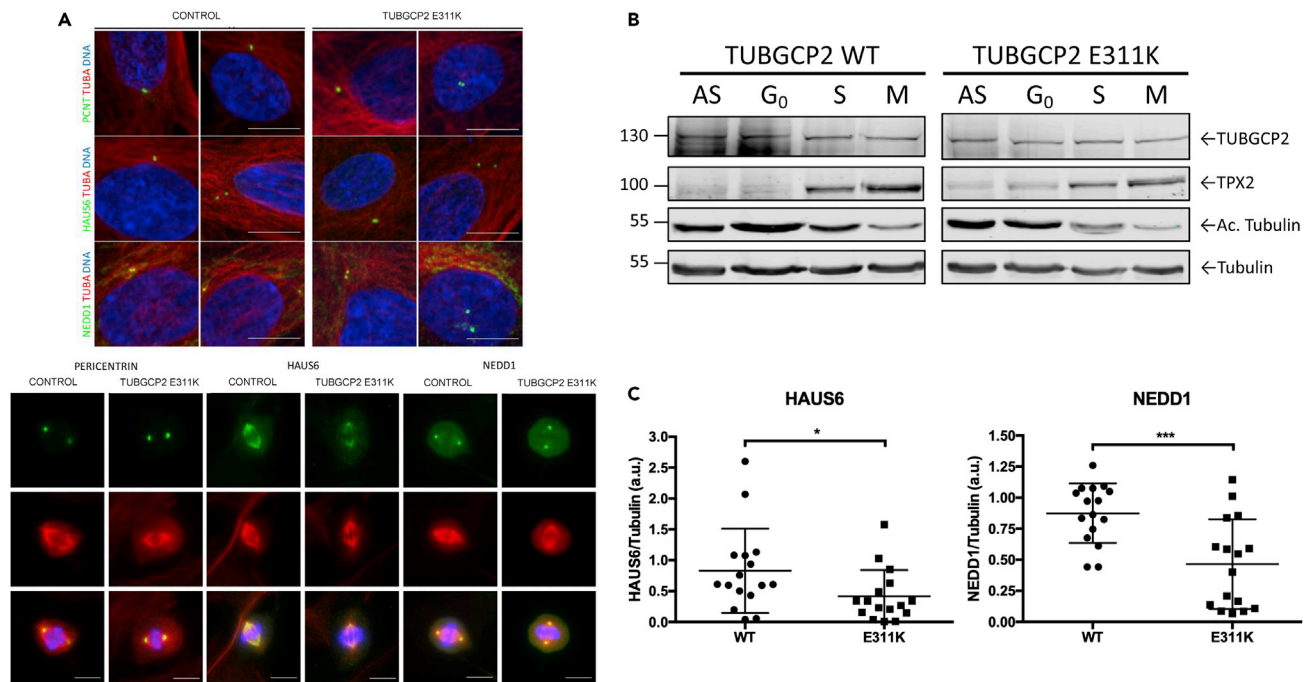 A
CONTROL
TUBGCP2 E311K
PCNT TUBA DNA
HAUS6 TUBA DNA
NEDD1 TUBA DNA
PERICENTRIN
HAUS6
NEDD1
CONTROL
TUBGCP2 E311K
CONTROL
TUBGCP2 E311K
CONTROL
TUBGCP2 E311K
B
TUBGCP2 WT
TUBGCP2 E311K
AS G₀ S M
AS G₀ S M
130
←TUBGCP2
100
←TPX2
55
←Ac. Tubulin
55
←Tubulin
C
HAUS6
HAUS6/Tubulin (a.u.)
3.0
2.5
2.0
1.5
1.0
0.5
0.0
*
WT
E311K
NEDD1
NEDD1/Tubulin (a.u.)
1.50
1.25
1.00
0.75
0.50
0.25
0.00
***
WT
E311K